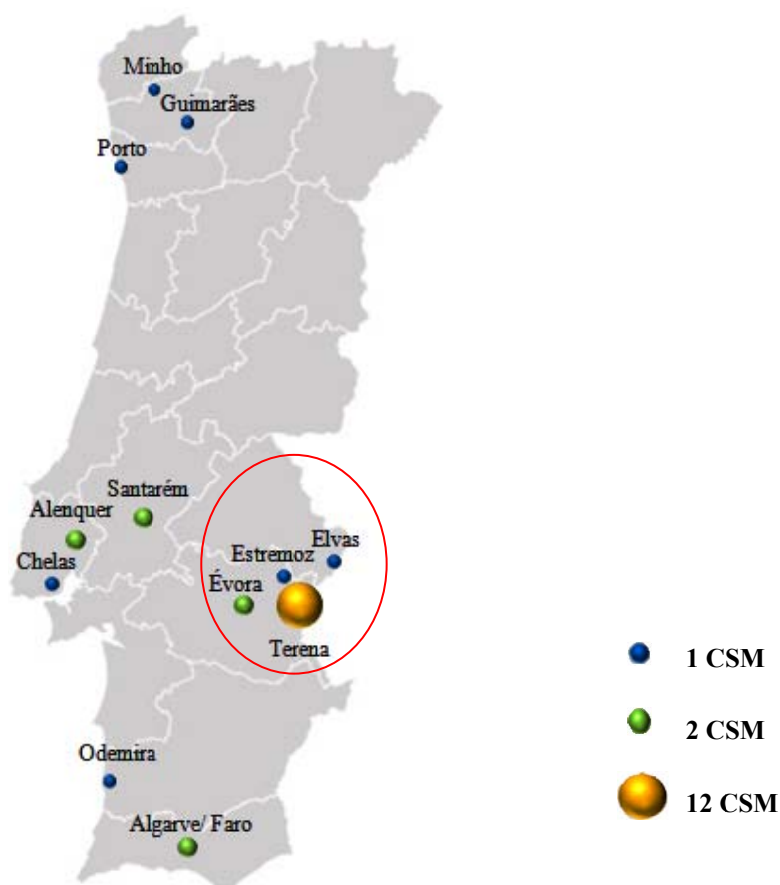 Minho
Guimarães
Porto
Santarém
Alenquer
Chelas
Elvas
Estremoz
Évora
Terena
1 CSM
2 CSM
Odemira
12 CSM
Algarve/ Faro